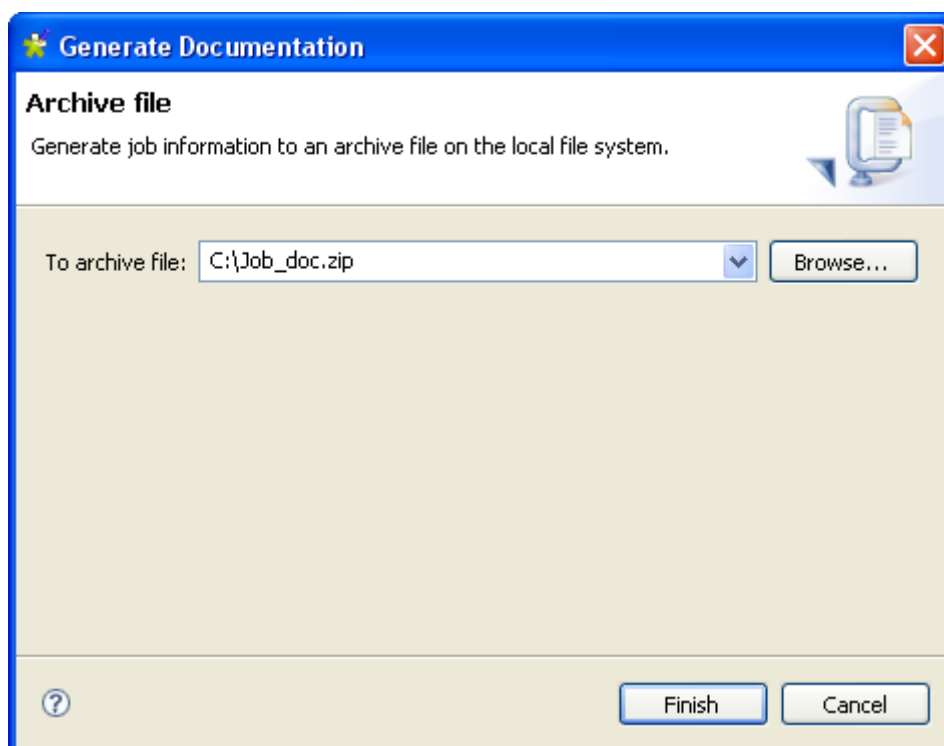 Generate Documentation
Archive file
Generate job information to an archive file on the local file system.
To archive file: C:\Job_doc.zip Browse...
Finish Cancel